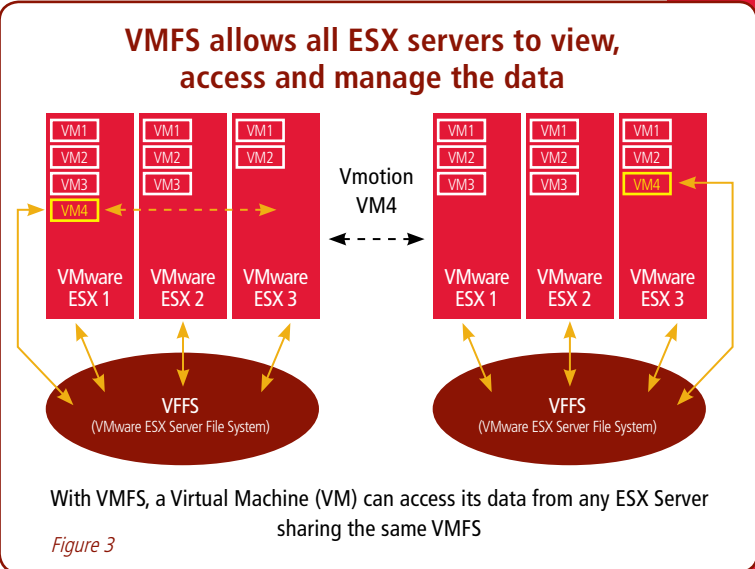 VMFS allows all ESX servers to view,
access and manage the data
VM1
VM2
VM3
VM4
VMware
ESX 1
VM1
VM2
VM3
VMware
ESX 2
VM1
VM2
VMware
ESX 3
Vmotion
VM4
VM1
VM2
VM3
VMware
ESX 1
VM1
VM2
VM3
VMware
ESX 2
VM1
VM2
VM4
VMware
ESX 3
VFFS
(VMware ESX Server File System)
VFFS
(VMware ESX Server File System)
With VMFS, a Virtual Machine (VM) can access its data from any ESX Server
sharing the same VMFS
Figure 3